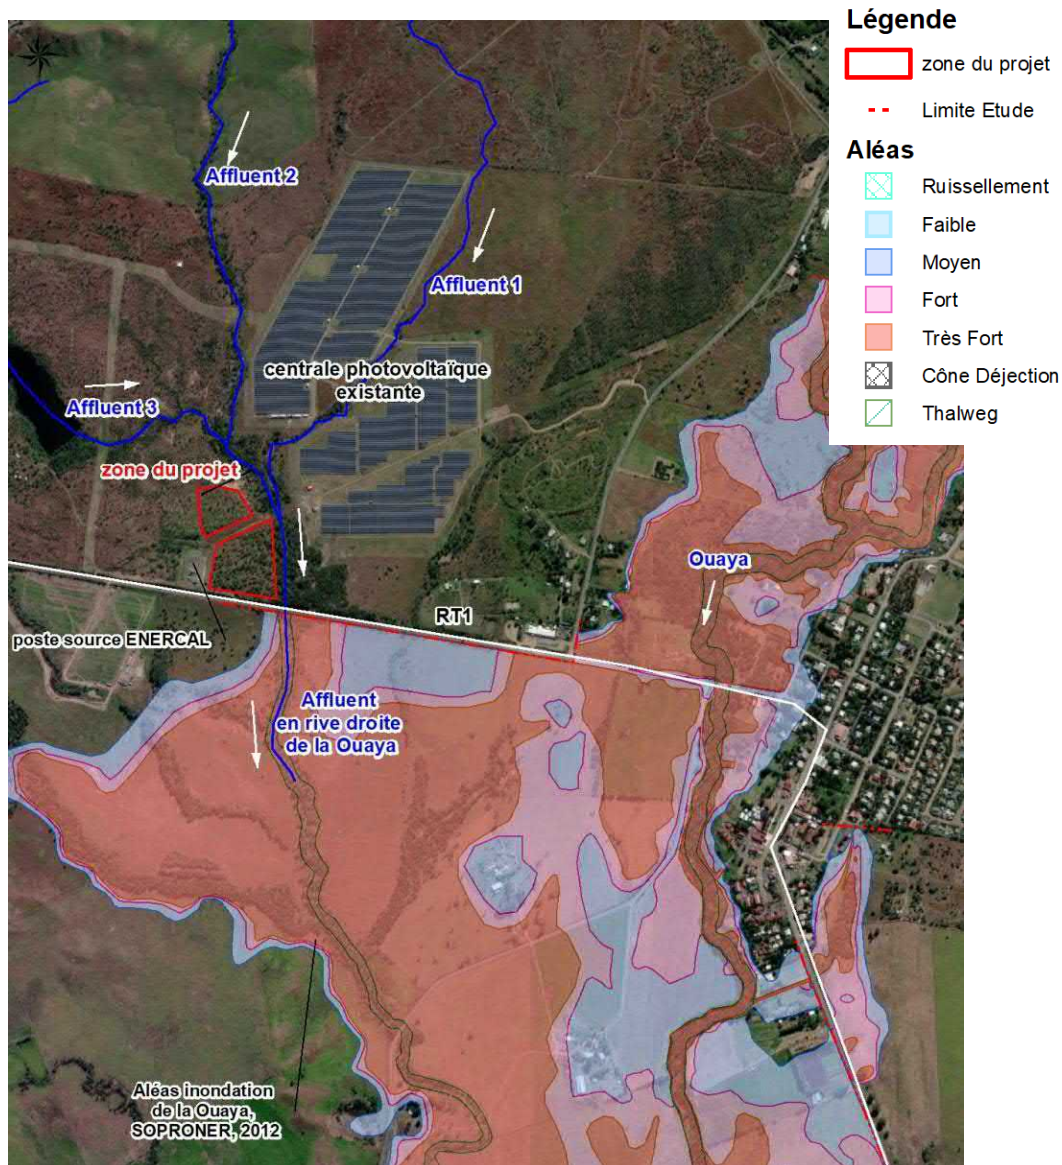 Légende
zone du projet
Limite Etude
Aléas
Ruissellement
Faible
Moyen
Fort
Très Fort
Cône Déjection
Thalweg
Affluent 2
Affluent 1
centrale photovoltaïque
existante
Affluent 3
zone du projet
Ouaya
RT1
poste source ENERCAL
Affluent
en rive droite
de la Ouaya
Aléas inondation
de la Ouaya,
SOPRONER, 2012